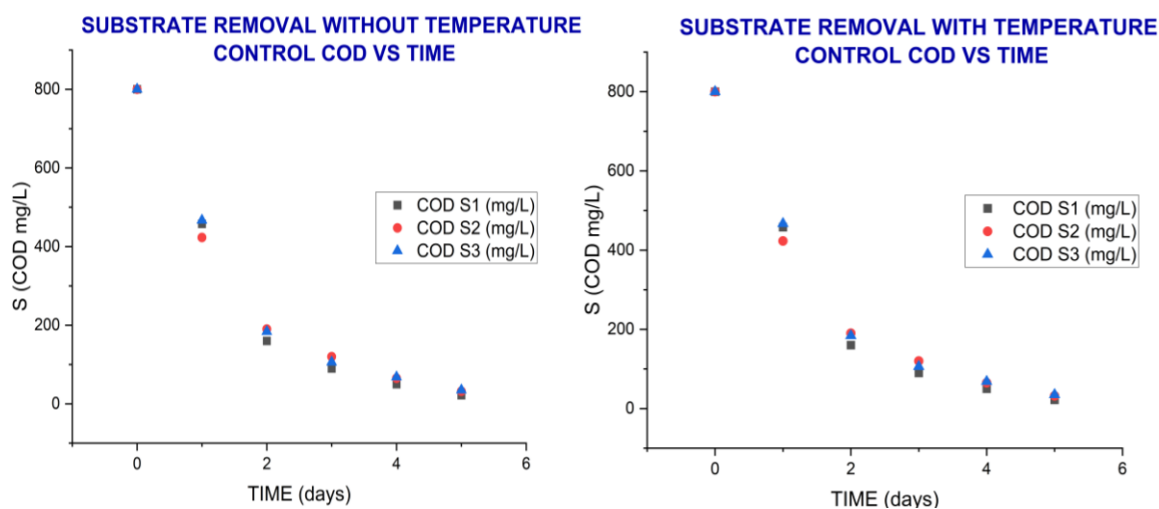 SUBSTRATE REMOVAL WITHOUT TEMPERATURE
CONTROL COD VS TIME
800
600
400
200
0
S (COD mg/L)
COD S1 (mg/L)
COD S2 (mg/L)
COD S3 (mg/L)
0 2 4 6
TIME (days)
SUBSTRATE REMOVAL WITH TEMPERATURE
CONTROL COD VS TIME
800
600
400
200
0
S (COD mg/L)
COD S1 (mg/L)
COD S2 (mg/L)
COD S3 (mg/L)
0 2 4 6
TIME (days)